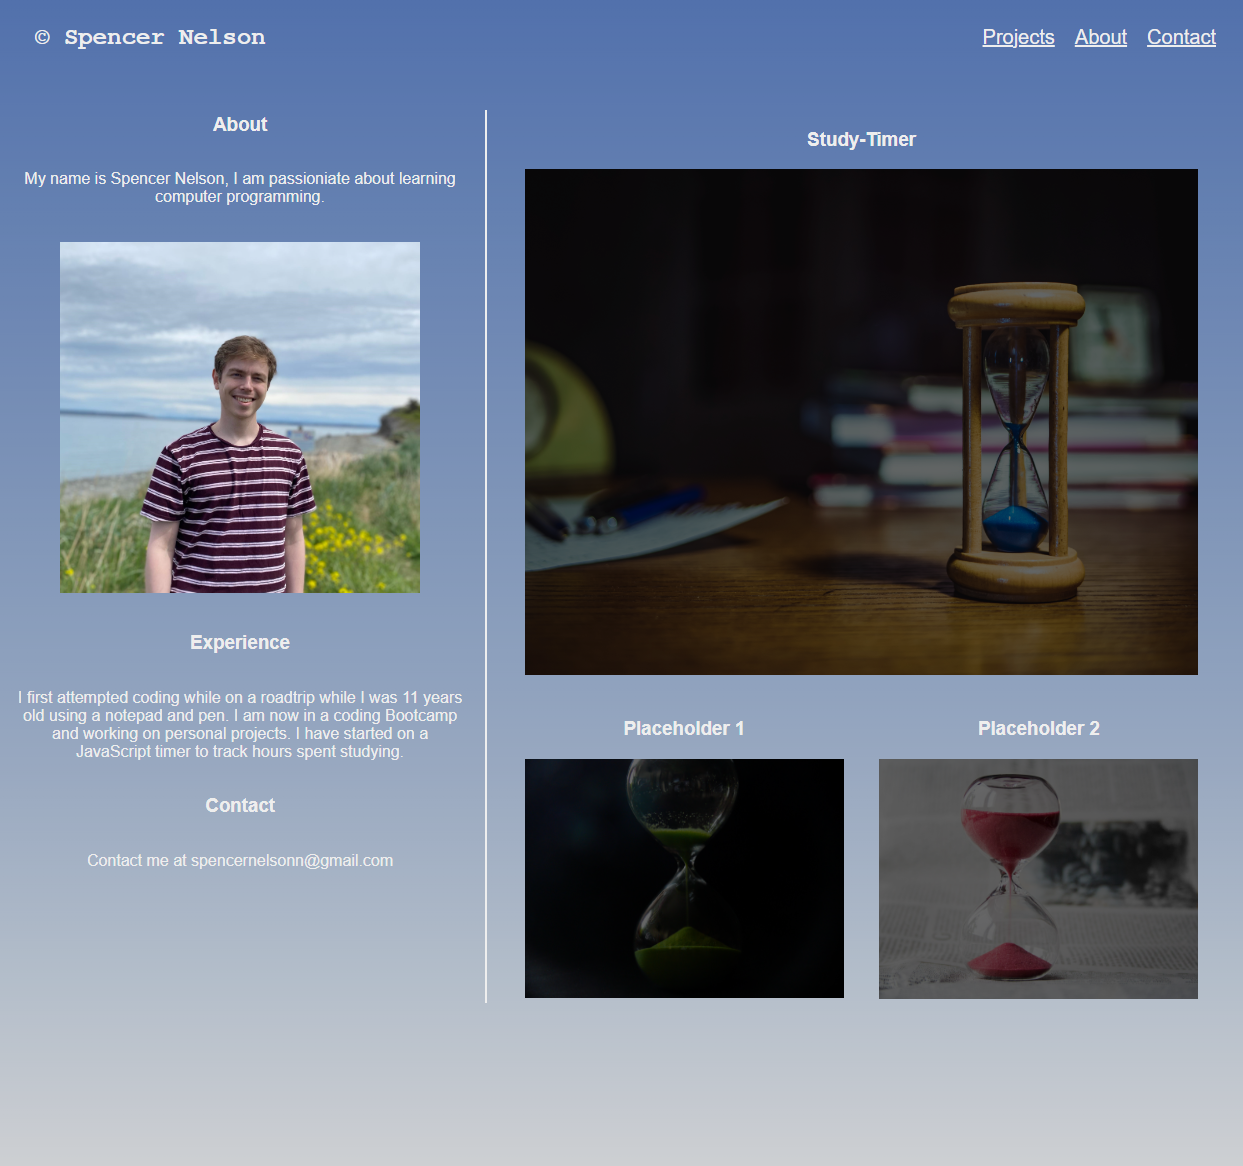 © Spencer Nelson
Projects About Contact
About
My name is Spencer Nelson, I am passioniate about learning
computer programming.
Experience
I first attempted coding while on a roadtrip while I was 11 years
old using a notepad and pen. I am now in a coding Bootcamp
and working on personal projects. I have started on a
JavaScript timer to track hours spent studying.
Contact
Contact me at spencernelsonn@gmail.com
Study-Timer
Placeholder 1
Placeholder 2